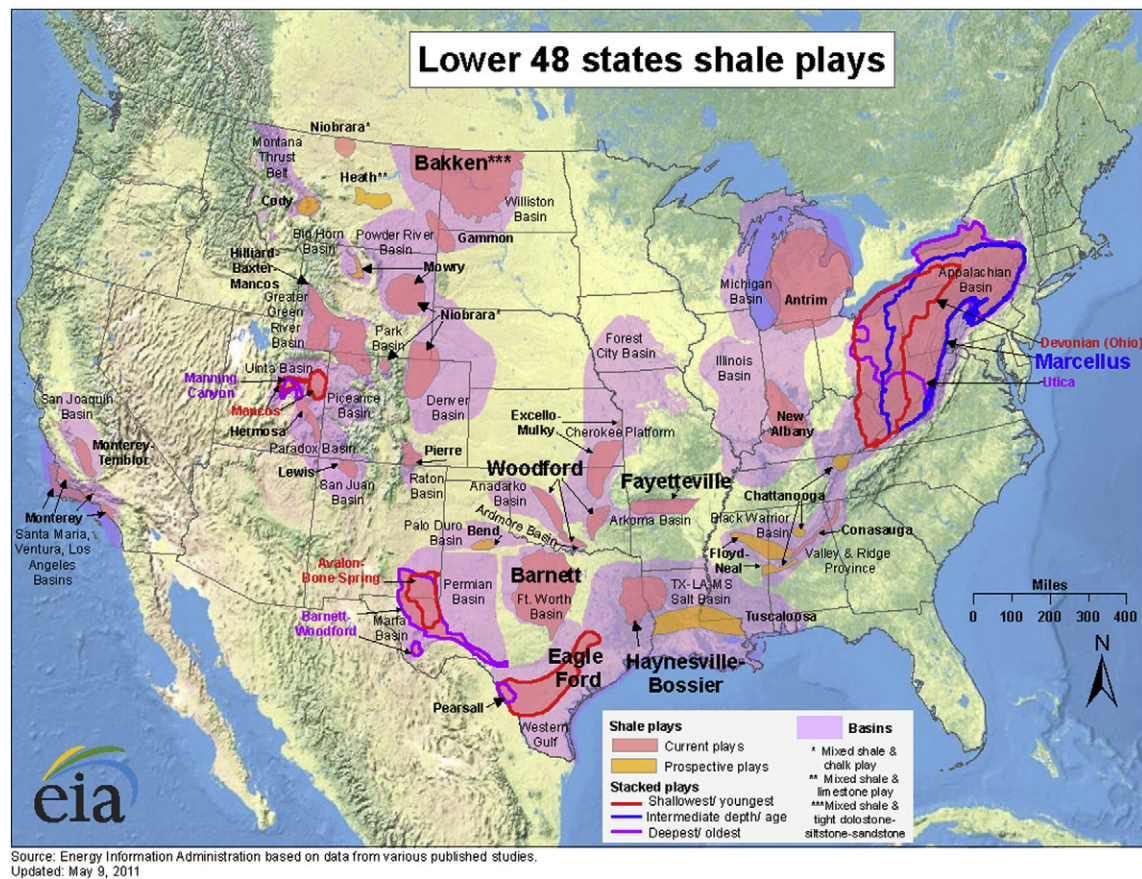 Lower 48 states shale plays
Niobrara*
Montana
Thrust
Belt
Bakken***
Heath**
Cody
Williston
Basin
Big Horn
Basin
Powder River
Basin
Gammon
Hilliard-
Baxter-
Mancos
Mowry
Greater
Green
River
Basin
Niobrara*
Park
Basin
Michigan
Basin
Antrim
Appalachian
Basin
Forest
City Basin
Illinois
Basin
Devonian (Ohio)
Marcellus
Utica
Uinta Basin
Manning
Canyon
Mancos
Piceance
Basin
Denver
Basin
San Joaquin
Basin
Hermosa
Excello-
Mulky
Cherokee Platform
New
Albany
Monterey-
Temblor
Paradox Basin
Pierre
Lewis
San Juan
Basin
Raton
Basin
Woodford
Anadarko
Basin
Fayetteville
Chattanooga
Monterey
Santa Maria,
Ventura, Los
Angeles
Basins
Palo Duro
Basin
Bend
Ardmore Basin
Arkoma Basin
Black Warrior
Basin
Conasauga
Floyd-
Neal
Valley & Ridge
Province
Avalon-
Bone Spring
Permian
Basin
Barnett
Ft. Worth
Basin
TX-LA-MS
Salt Basin
Tuscaloosa
Barnett-
Woodford
Marfa
Basin
Eagle
Ford
Haynesville-
Bossier
Pearsall
Western
Gulf
Miles
0 100 200 300 400
N
Shale plays
Current plays
Prospective plays
Stacked plays
Shallowest/ youngest
Intermediate depth/ age
Deepest/ oldest
Basins
* Mixed shale &
chalk play
** Mixed shale &
limestone play
***Mixed shale &
tight dolostone-
siltstone-sandstone
eia
Source: Energy Information Administration based on data from various published studies.
Updated: May 9, 2011